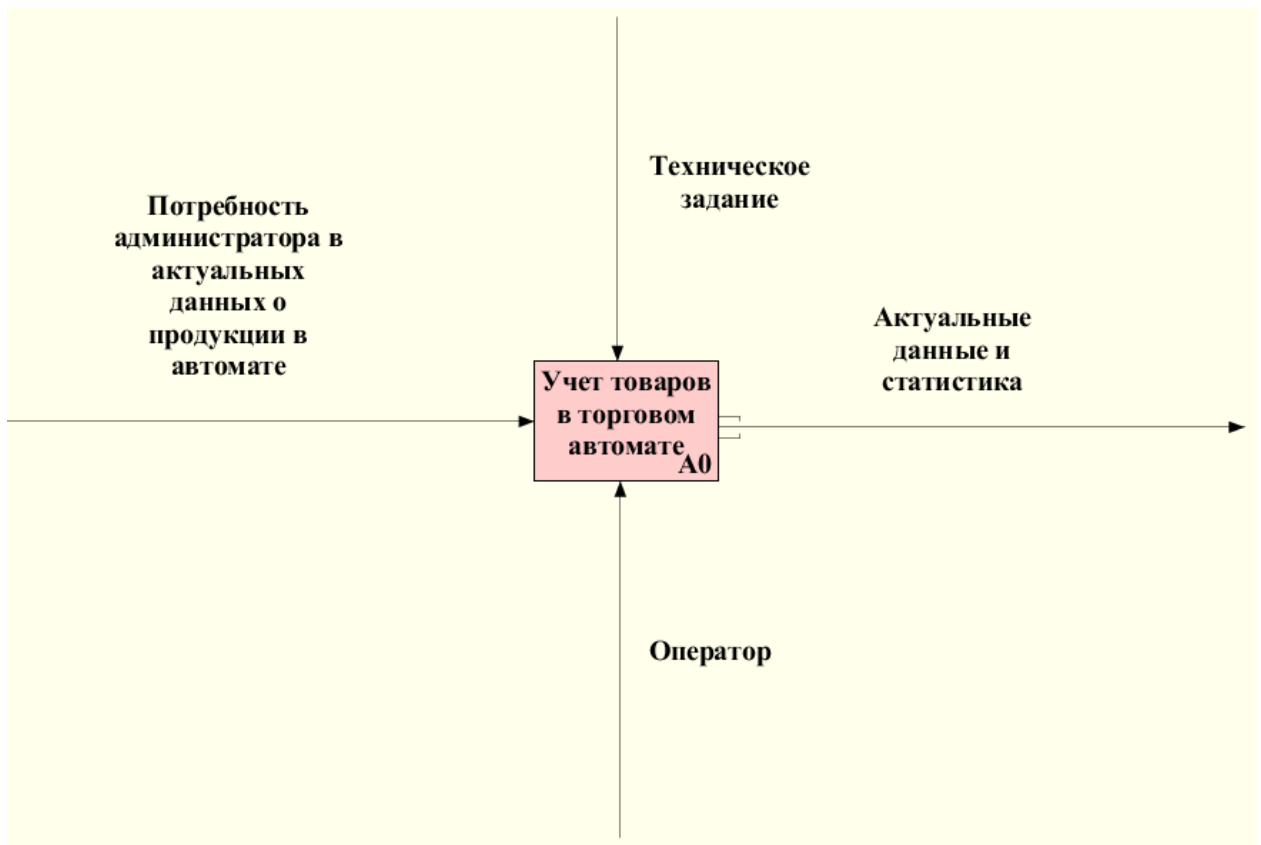 Техническое
задание
Потребность
администратора в
актуальных
данных о
продукции в
автомате
Актуальные
данные и
статистика
Учет товаров
в торговом
автомате
A0
Оператор